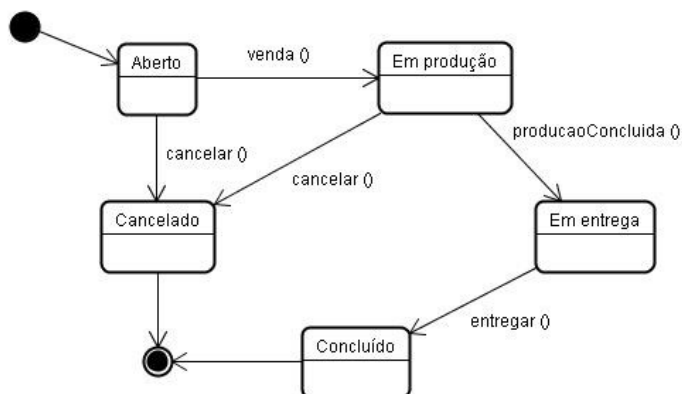 Aberto
venda ()
Em produção
producaoConcluida ()
cancelar ()
cancelar ()
Cancelado
Em entrega
entregar ()
Concluído